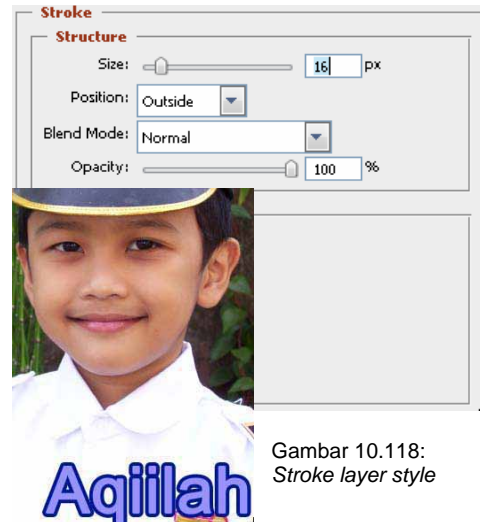 Stroke
Structure
Size: 16 px
Position: Outside
Blend Mode: Normal
Opacity: 100 %
Aqiilah
Gambar 10.118:
Stroke layer style